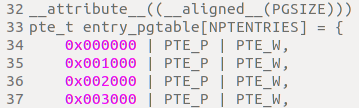 32 __attribute__((__aligned__(PGSIZE)))
33 pte_t entry_pgtable[NPTENTRIES] = {
34     0x000000 | PTE_P | PTE_W,
35     0x001000 | PTE_P | PTE_W,
36     0x002000 | PTE_P | PTE_W,
37     0x003000 | PTE_P | PTE_W,